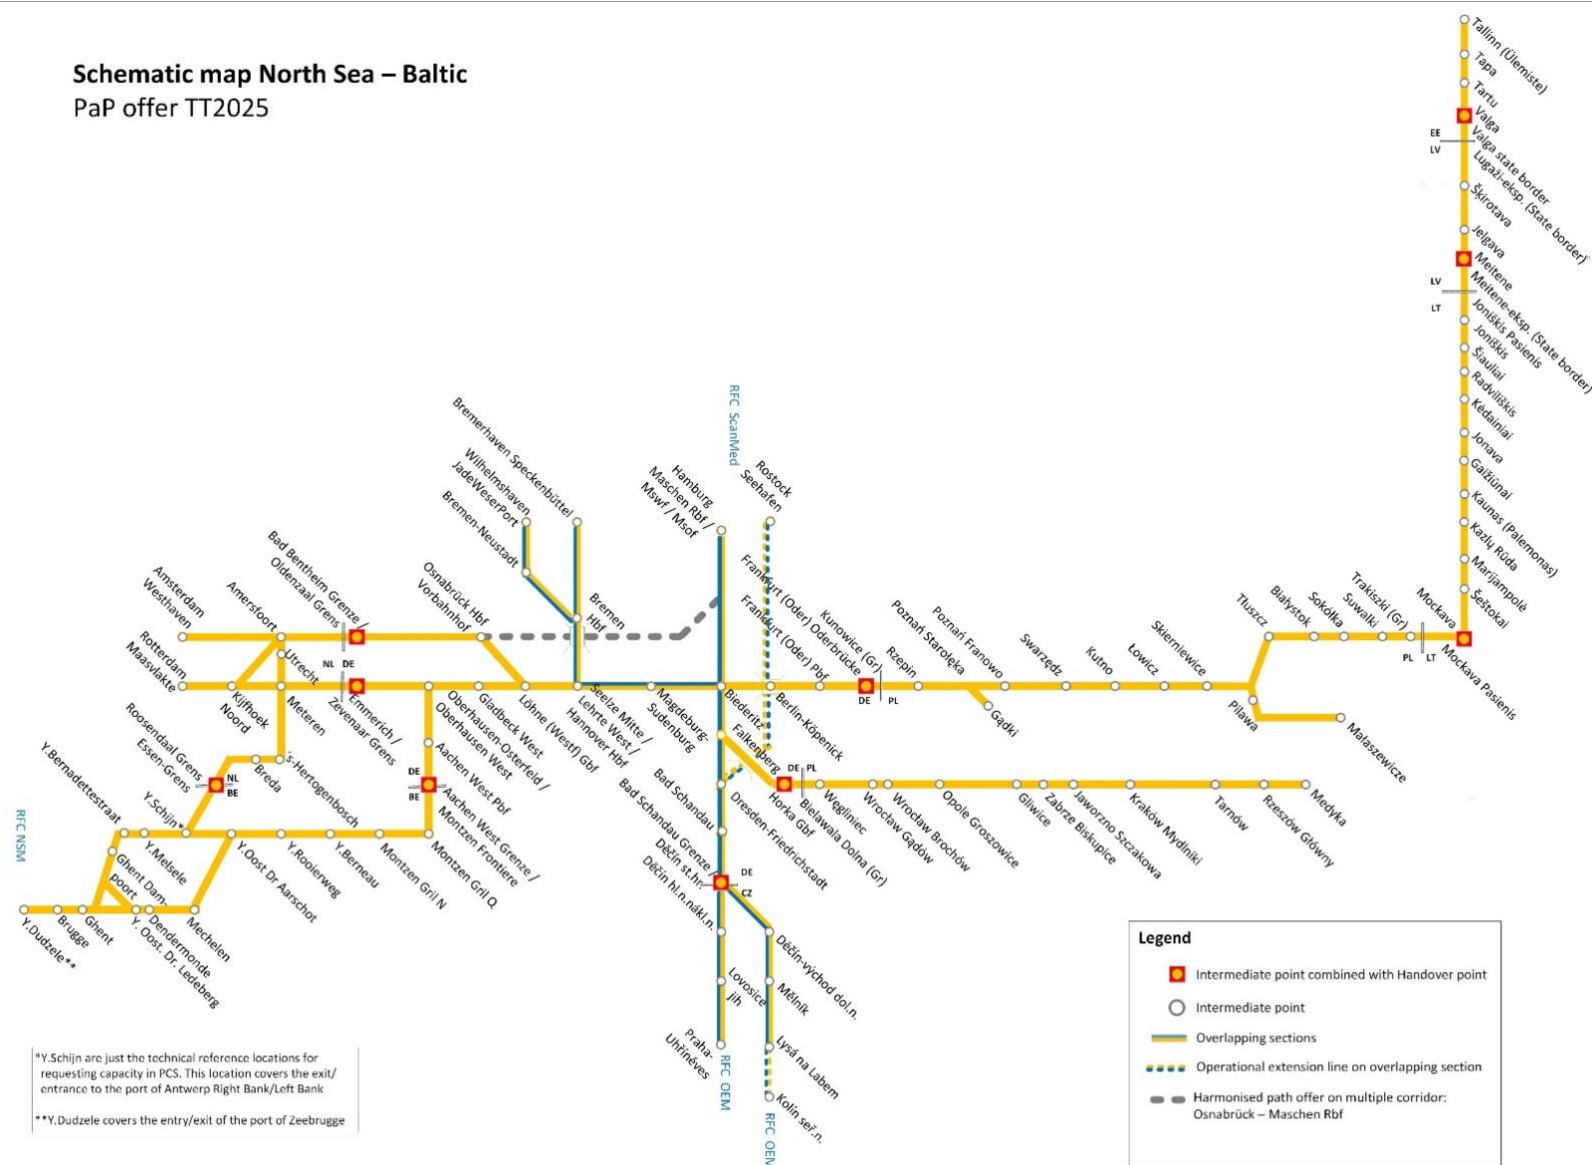 Schematic map North Sea – Baltic
PaP offer TT2025
Tallinn (Ülemiste)
Tapa
Tartu
Valga
EE
LV
Valga state border
Lugaži-eksp. (State border)
Šķirotava
Jelgava
Meitene
LV
LT
Meitene-eksp. (State border)
Joniškis Pasienis
Joniškis
Šiauliai
Radviliškis
Kėdainiai
Jonava
Gaižiūnai
Kaunas (Palemonas)
Kazlų Rūda
Marijampolė
Šeštokai
Mockava
Mockava Pasienis
PL
LT
Trakiszki (Gr)
Suwałki
Sokółka
Białystok
Tłuszcz
Pilawa
Małaszewicze
Skierniewice
Łowicz
Kutno
Swarzędz
Poznań Franowo
Poznań Starołęka
Gądki
Rzepin
Kunowice (Gr)
DE
PL
Frankfurt (Oder) Oderbrücke
Frankfurt (Oder) Pbf
Berlin-Köpenick
Rostock
Seehafen
RFC ScanMed
Hamburg
Maschen Rbf /
Mswf / Msof
Bremerhaven Speckenbüttel
Wilhelmshaven
JadeWeserPort
Bremen-Neustadt
Bremen
Hbf
Osnabrück Hbf
Vorbahnhof
Bad Bentheim Grenze /
Oldenzaal Grens
NL
DE
Amersfoort
Amsterdam
Westhaven
Rotterdam
Maasvlakte
Kijfhoek
Noord
Utrecht
Meteren
Emmerich /
Zevenaar Grens
Oberhausen-Osterfeld /
Oberhausen West
Gladbeck West
Löhne (Westf) Gbf
Seelze Mitte /
Lehrte West /
Hannover Hbf
Magdeburg-
Sudenburg
Biederitz
Falkenberg
DE
PL
Horka Gbf
Bielawala Dolna (Gr)
Węgliniec
Wrocław Gądów
Wrocław Brochów
Opole Groszowice
Gliwice
Zabrze Biskupice
Jaworzno Szczakowa
Kraków Mydlniki
Tarnów
Rzeszów Główny
Medyka
Roosendaal Grens
Essen-Grens
NL
BE
Breda
´s-Hertogenbosch
DE
BE
Aachen West Pbf
Aachen West Grenze /
Montzen Frontiere
Montzen Gril Q
Montzen Gril N
Y.Berneau
Y.Rooierweg
Y.Oost Dr Aarschot
Y.Schijn*
Y.Melsele
Y.Bernadettestraat
Ghent Dam-
poort
RFC NSM
Y.Dudzele**
Brugge
Ghent
Y. Oost. Dr. Ledeberg
Dendermonde
Mechelen
Dresden-Friedrichstadt
Bad Schandau
Bad Schandau Grenze /
Děčín st.hr.
DE
CZ
Děčín hl.n.nákl.n.
Lovosice
jih
Praha-
Uhříněves
RFC OEM
Děčín-východ dol.n.
Mělník
Lysá na Labem
Kolín seř.n.
RFC OEM
*Y.Schijn are just the technical reference locations for
requesting capacity in PCS. This location covers the exit/
entrance to the port of Antwerp Right Bank/Left Bank
**Y.Dudzele covers the entry/exit of the port of Zeebrugge
Legend
Intermediate point combined with Handover point
Intermediate point
Overlapping sections
Operational extension line on overlapping section
Harmonised path offer on multiple corridor:
Osnabrück – Maschen Rbf